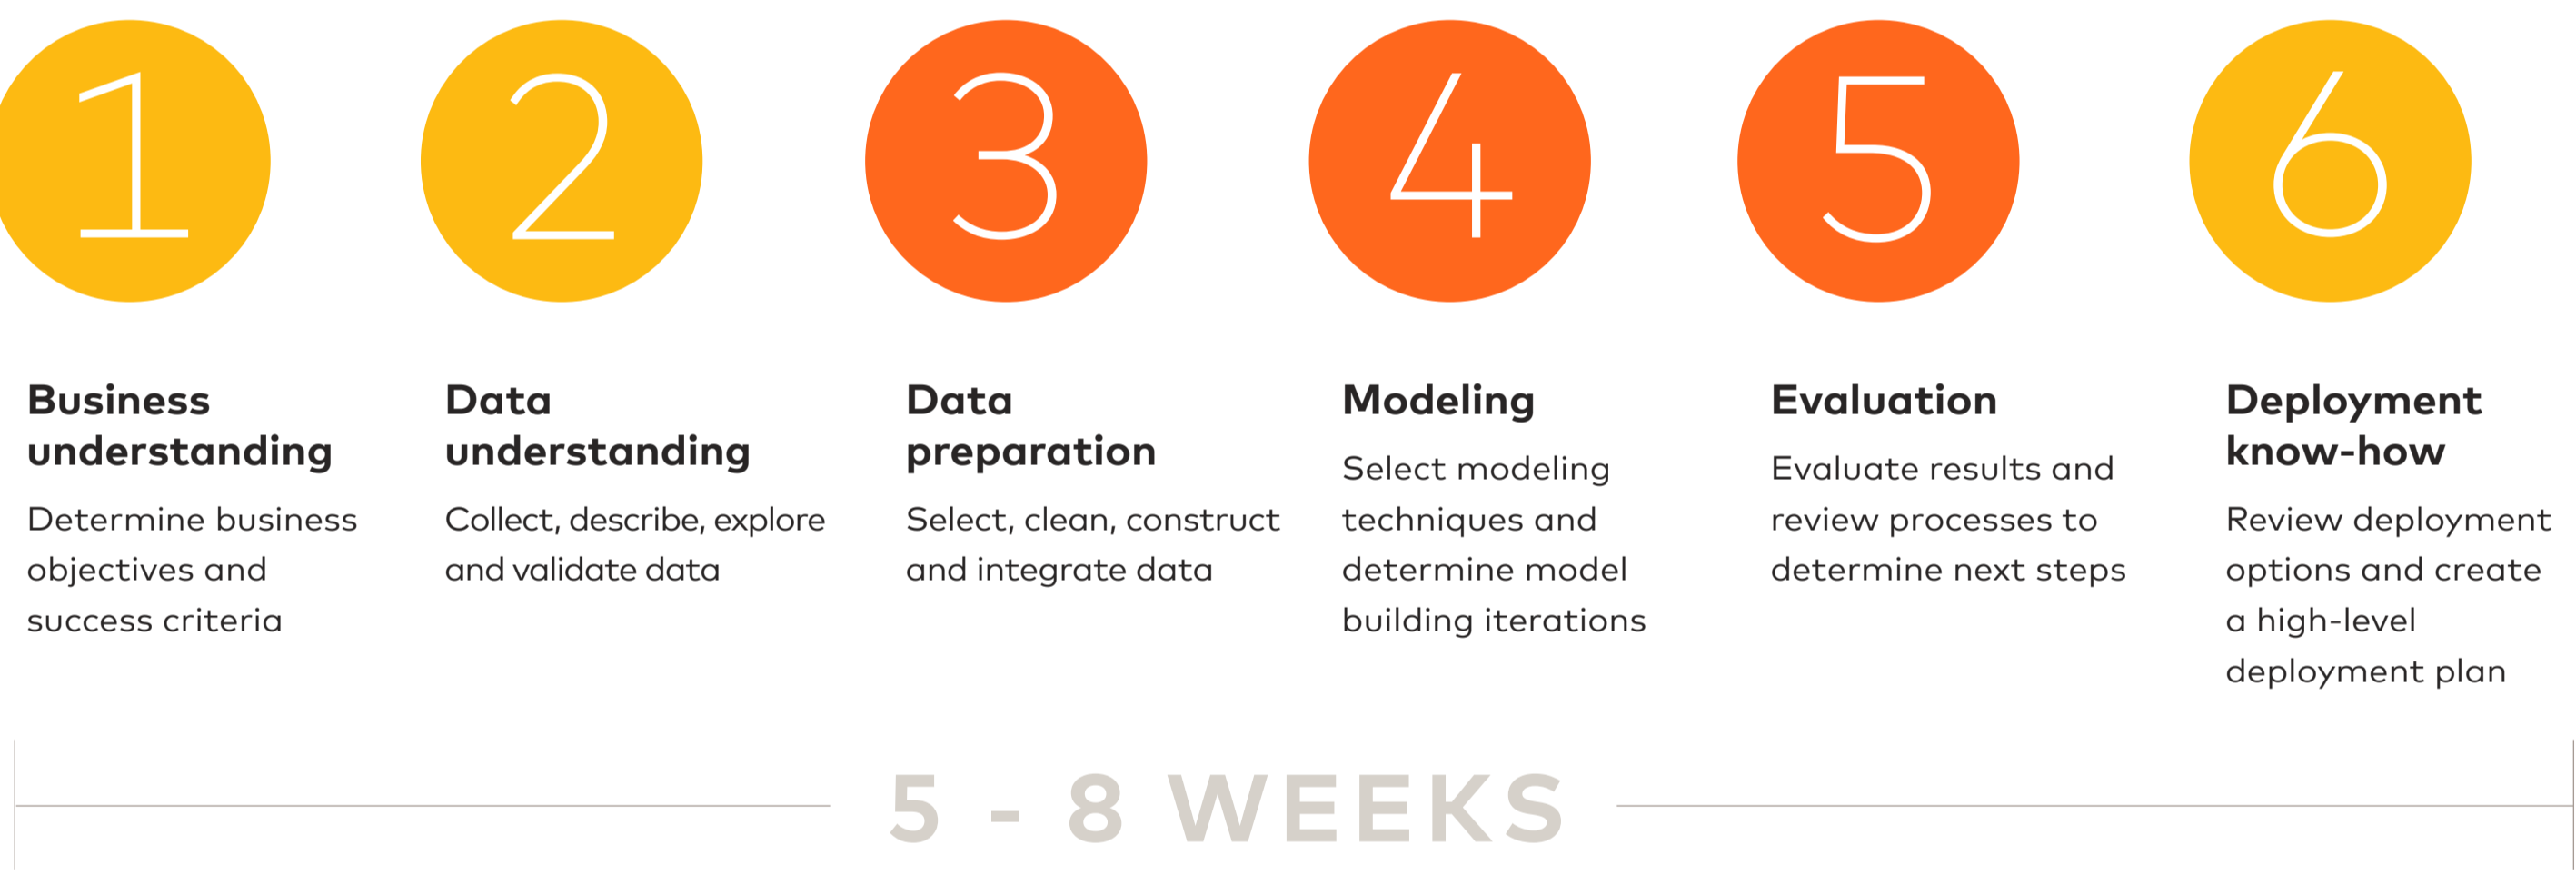 1
2
3
4
5
6
Business
understanding
Determine business
objectives and
success criteria
Data
understanding
Collect, describe, explore
and validate data
Data
preparation
Select, clean, construct
and integrate data
Modeling
Select modeling
techniques and
determine model
building iterations
Evaluation
Evaluate results and
review processes to
determine next steps
Deployment
know-how
Review deployment
options and create
a high-level
deployment plan
5 - 8 WEEKS